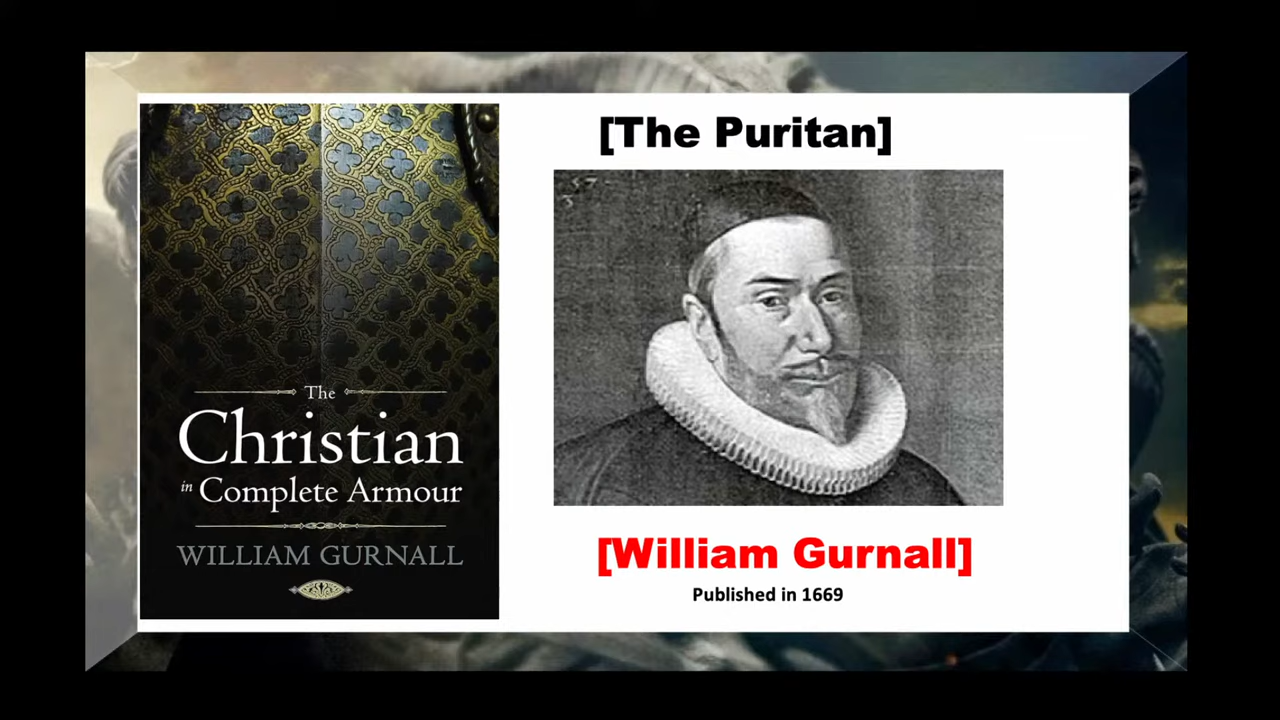 The
Christian
in Complete Armour
WILLIAM GURNALL
[The Puritan]
[William Gurnall]
Published in 1669